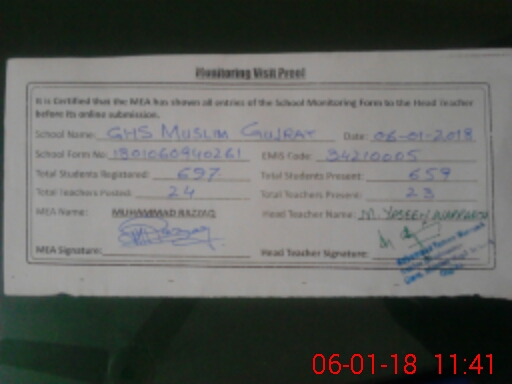 Monitoring Visit Proof
It is Certified that the MEA has shown all entries of the School Monitoring Form to the Head Teacher
before its online submission.
School Name: GHS MUSLIM GUJRAT Date: 06-01-2018
School Form No 1801060940261 EMIS Code: 34210005
Total Students Registered: 697 Total Students Present: 659
Total Teachers Posted: 24 Total Teachers Present: 23
MEA Name: MUHAMMAD RAZZAQ Head Teacher Name: M. YASEEN
MEA Signature: Head Teacher Signature:
06-01-18 11:41